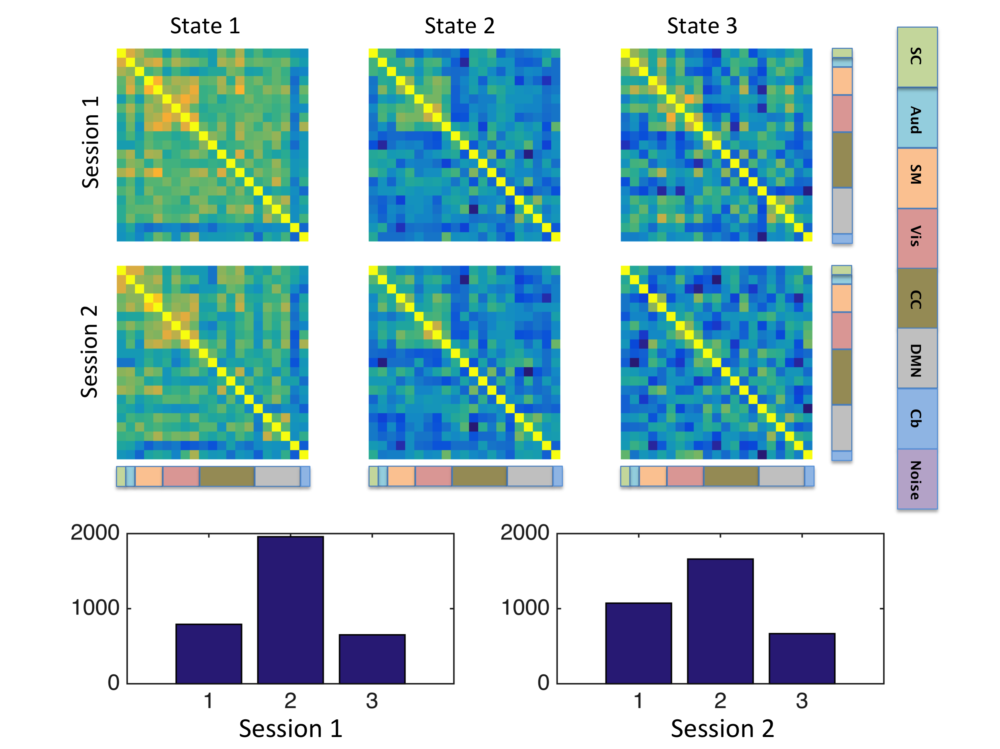 State 1
State 2
State 3
Session 1
Session 2
SC
Aud
SM
Vis
CC
DMN
Cb
Noise
2000
1000
0
1
2
3
Session 1
2000
1000
0
1
2
3
Session 2